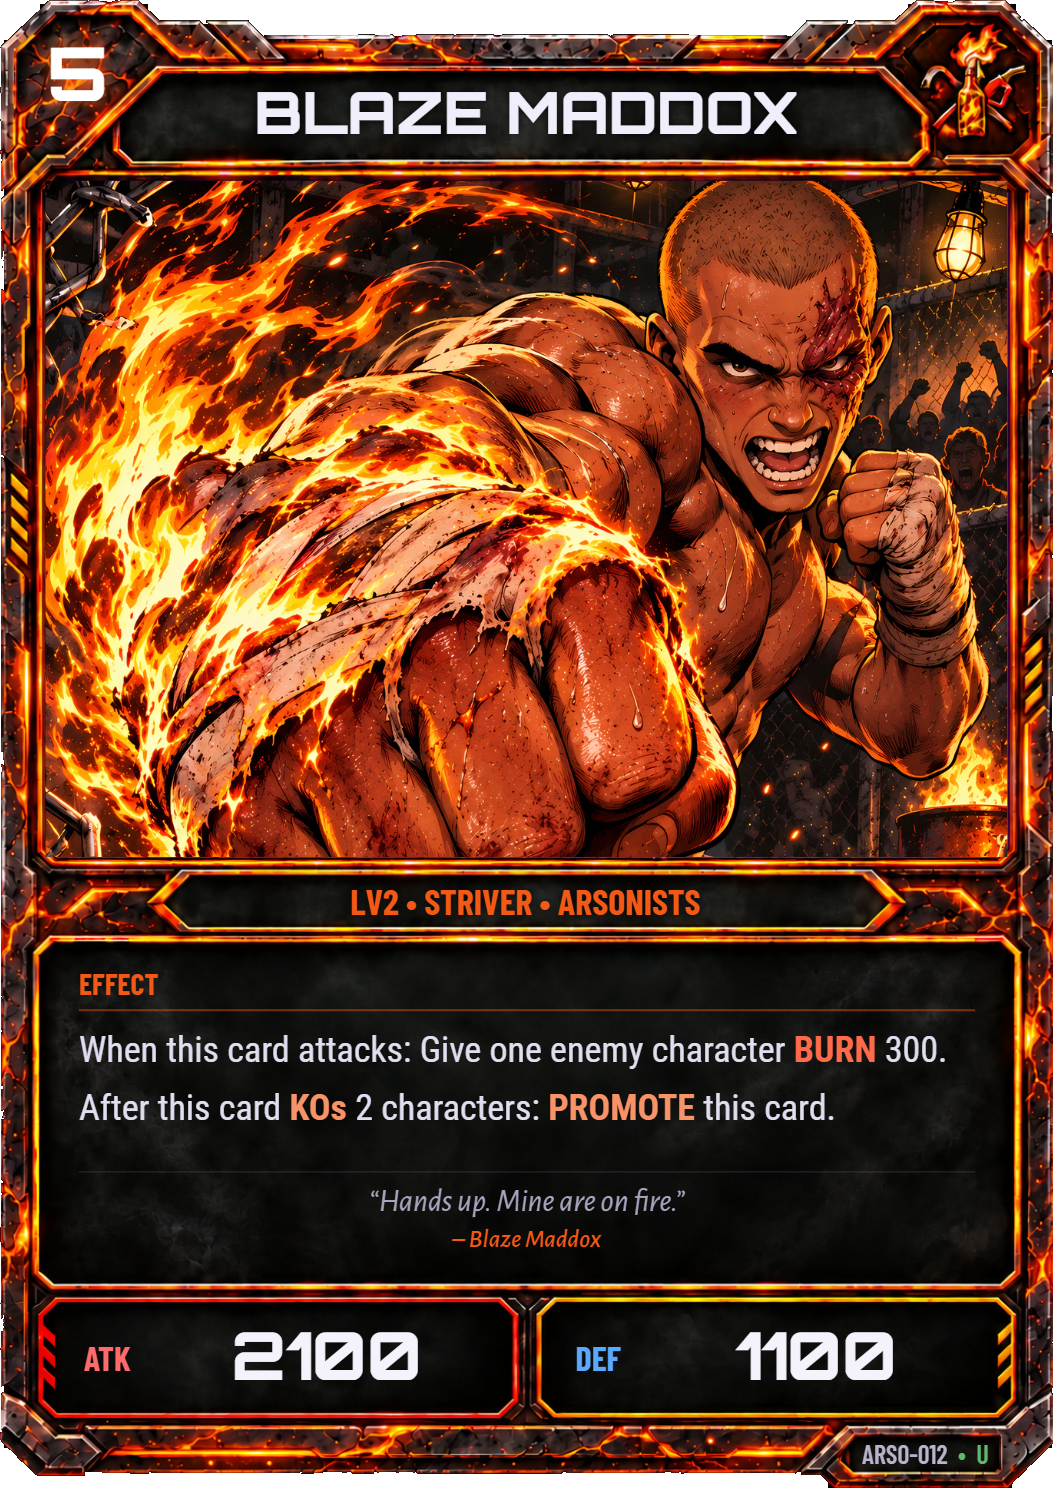 5
BLAZE MADDOX
LV2 • STRIVER • ARSONISTS
EFFECT
When this card attacks: Give one enemy character BURN 300.
After this card KOs 2 characters: PROMOTE this card.
“Hands up. Mine are on fire.”
– Blaze Maddox
ATK 2100
DEF 1100
ARSO-012 • U